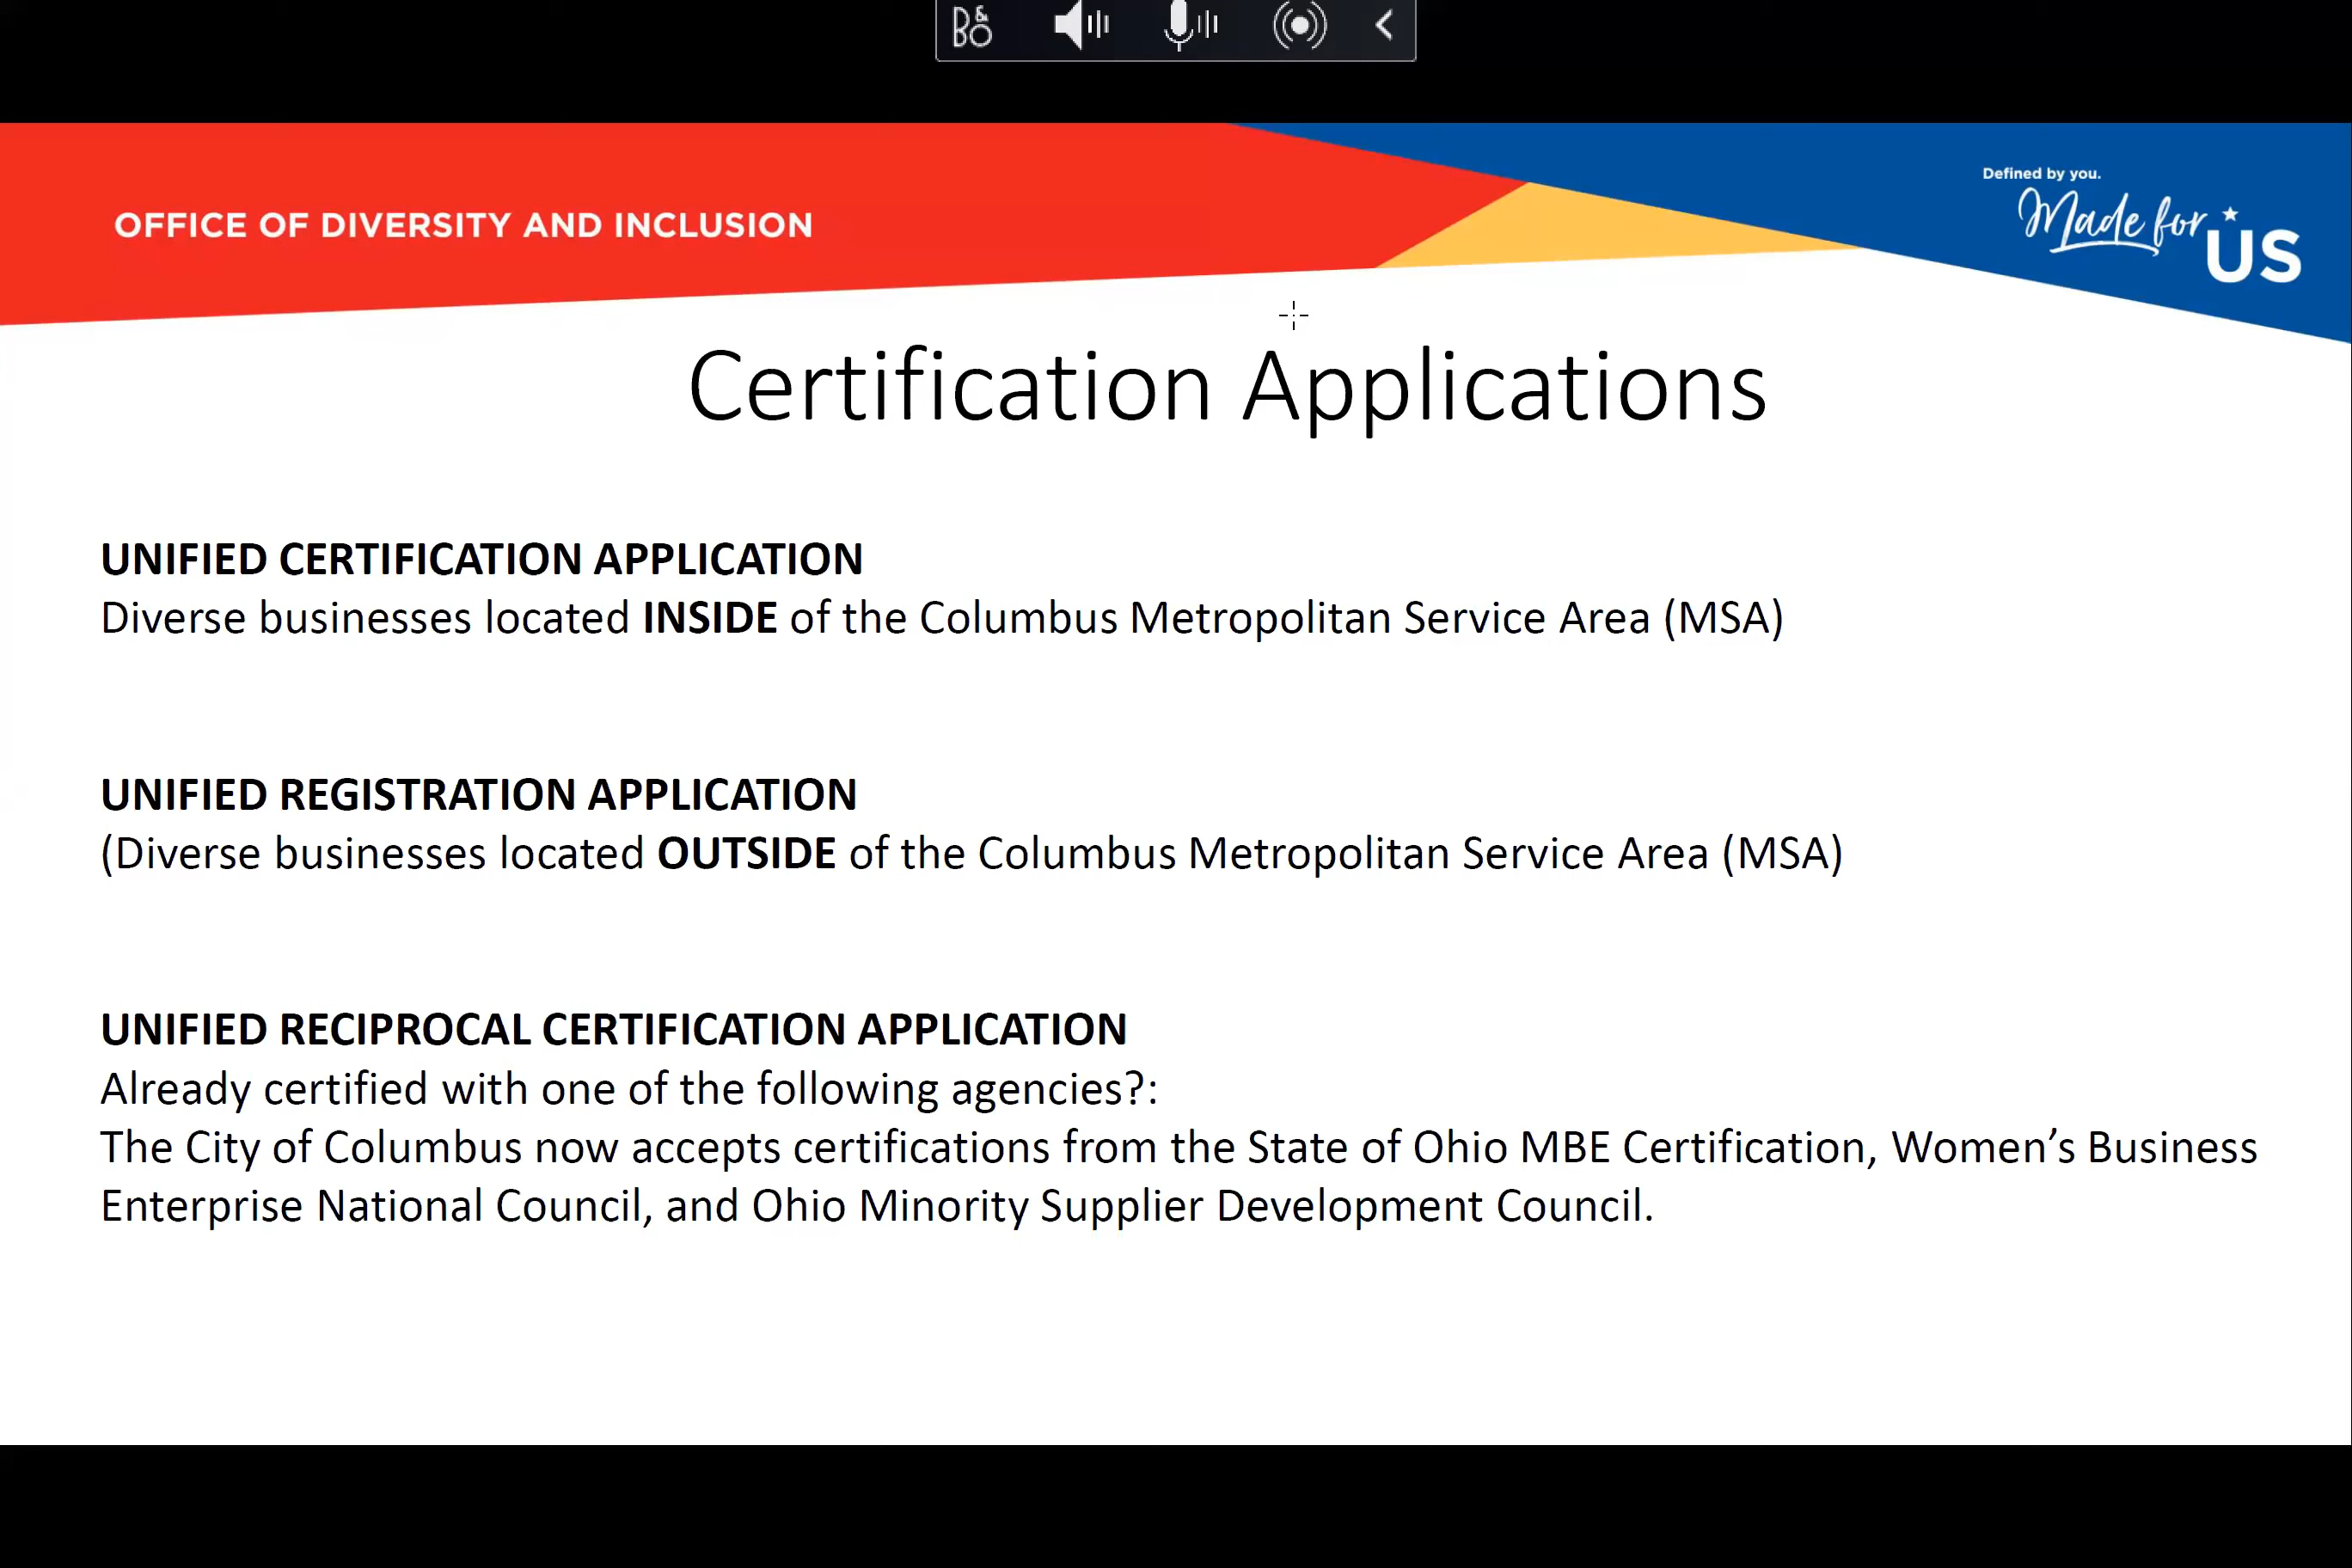 B&O
OFFICE OF DIVERSITY AND INCLUSION
Defined by you.
Made for US
Certification Applications
UNIFIED CERTIFICATION APPLICATION
Diverse businesses located INSIDE of the Columbus Metropolitan Service Area (MSA)
UNIFIED REGISTRATION APPLICATION
(Diverse businesses located OUTSIDE of the Columbus Metropolitan Service Area (MSA)
UNIFIED RECIPROCAL CERTIFICATION APPLICATION
Already certified with one of the following agencies?:
The City of Columbus now accepts certifications from the State of Ohio MBE Certification, Women’s Business
Enterprise National Council, and Ohio Minority Supplier Development Council.